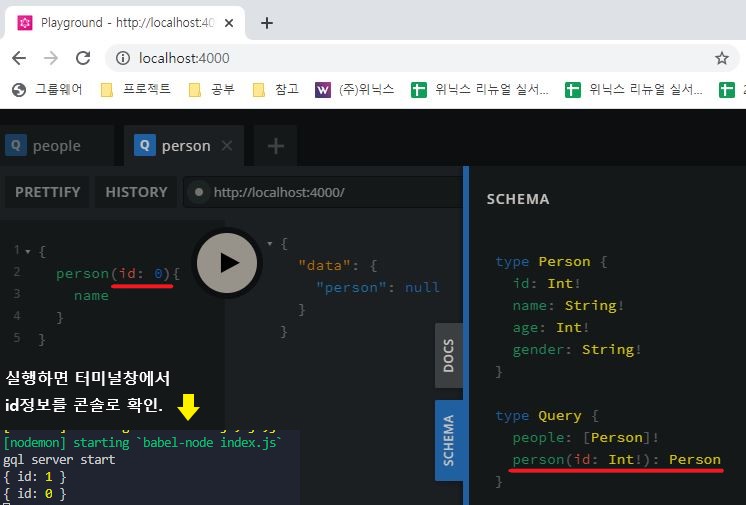 Playground - http://localhost:40
localhost:4000
그룹웨어 프로젝트 공부 참고 (주)위닉스 위닉스 리뉴얼 실서... 위닉스 리뉴얼 실서...
Q people Q person
PRETTIFY HISTORY http://localhost:4000/
1 {
2 person(id: 0){
3 name
4 }
5 }
{
"data": {
"person": null
}
}
DOCS
SCHEMA
SCHEMA
type Person {
id: Int!
name: String!
age: Int!
gender: String!
}
type Query {
people: [Person]!
person(id: Int!): Person
}
실행하면 터미널창에서
id정보를 콘솔로 확인.
[nodemon] starting `babel-node index.js`
gql server start
{ id: 1 }
{ id: 0 }